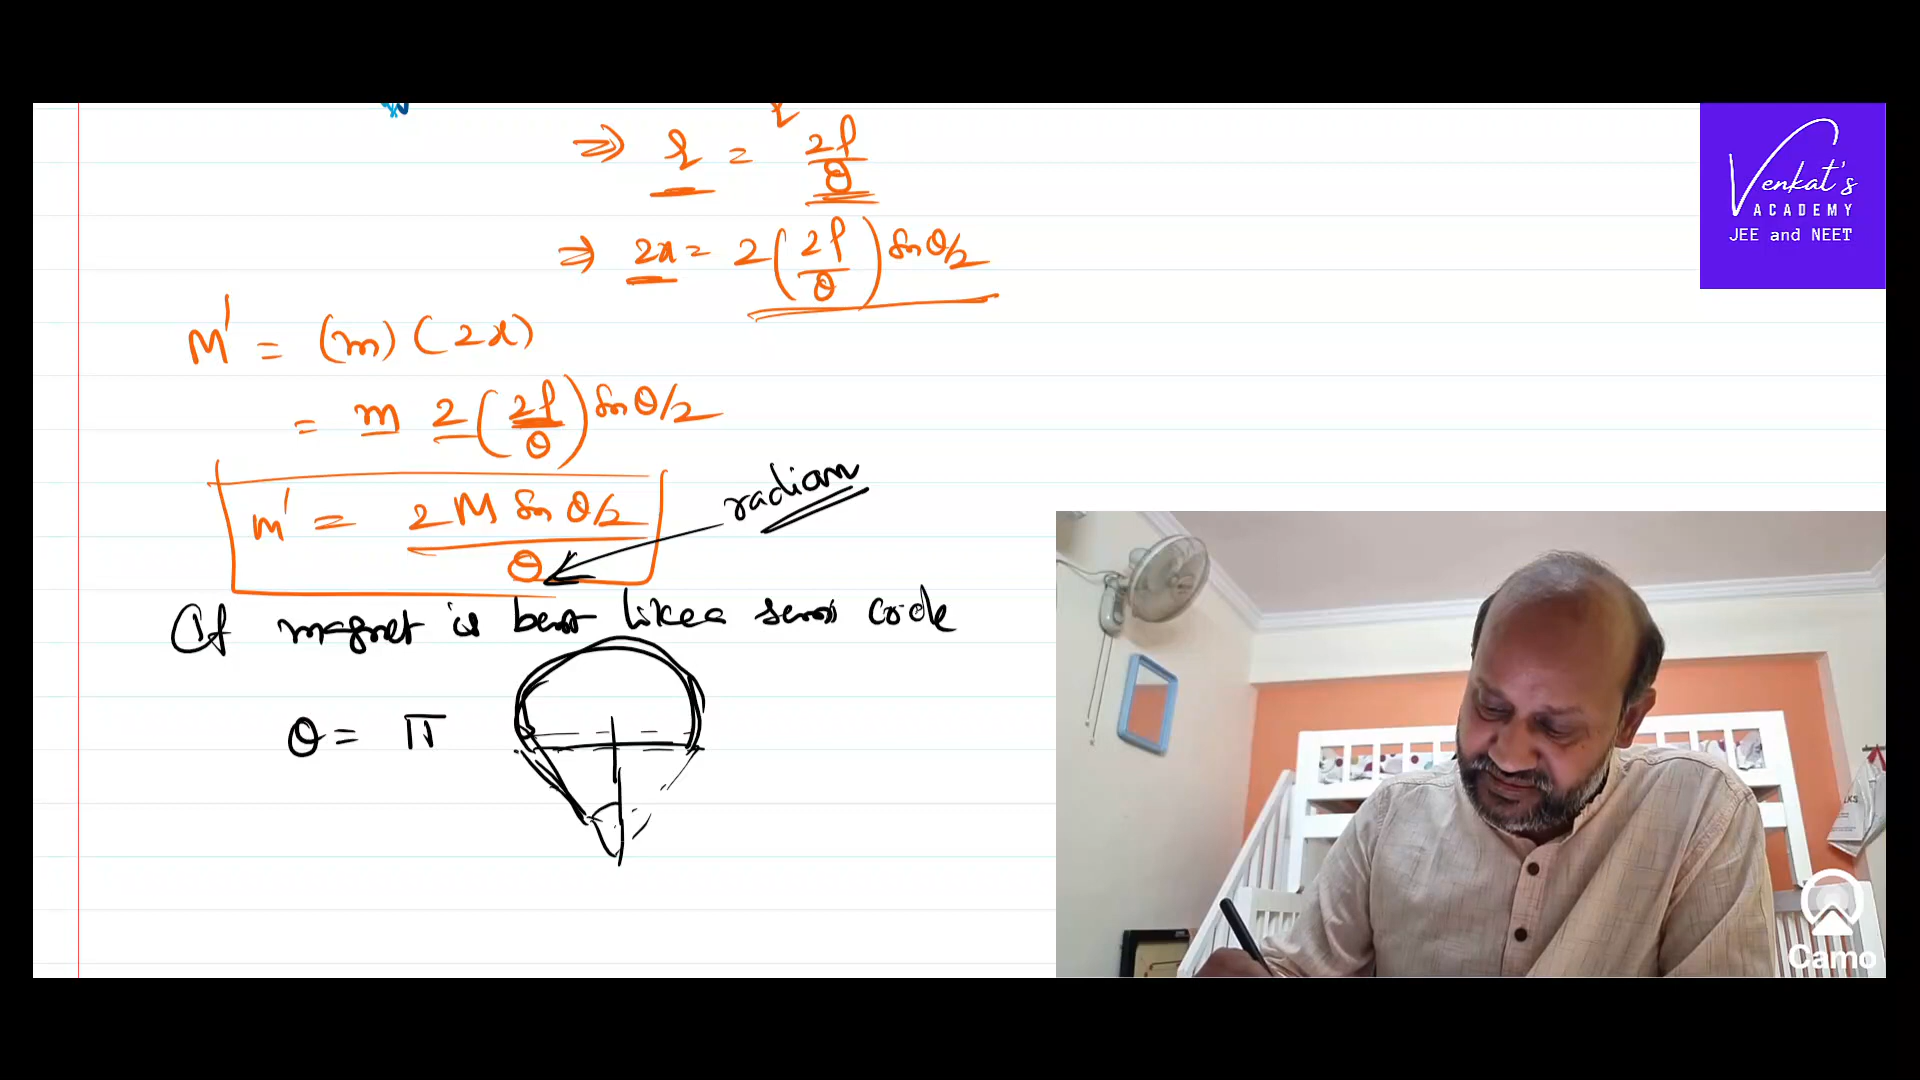 ⇒ r = 2l/θ
⇒ 2x = 2(2l/θ) Sin θ/2
M' = (m) (2x)
= m 2 (2l/θ) Sin θ/2
m' = 2M Sin θ/2 / θ
radian
If magnet is bent like a semi circle
θ = π
Venkat's
ACADEMY
JEE and NEET
Camo